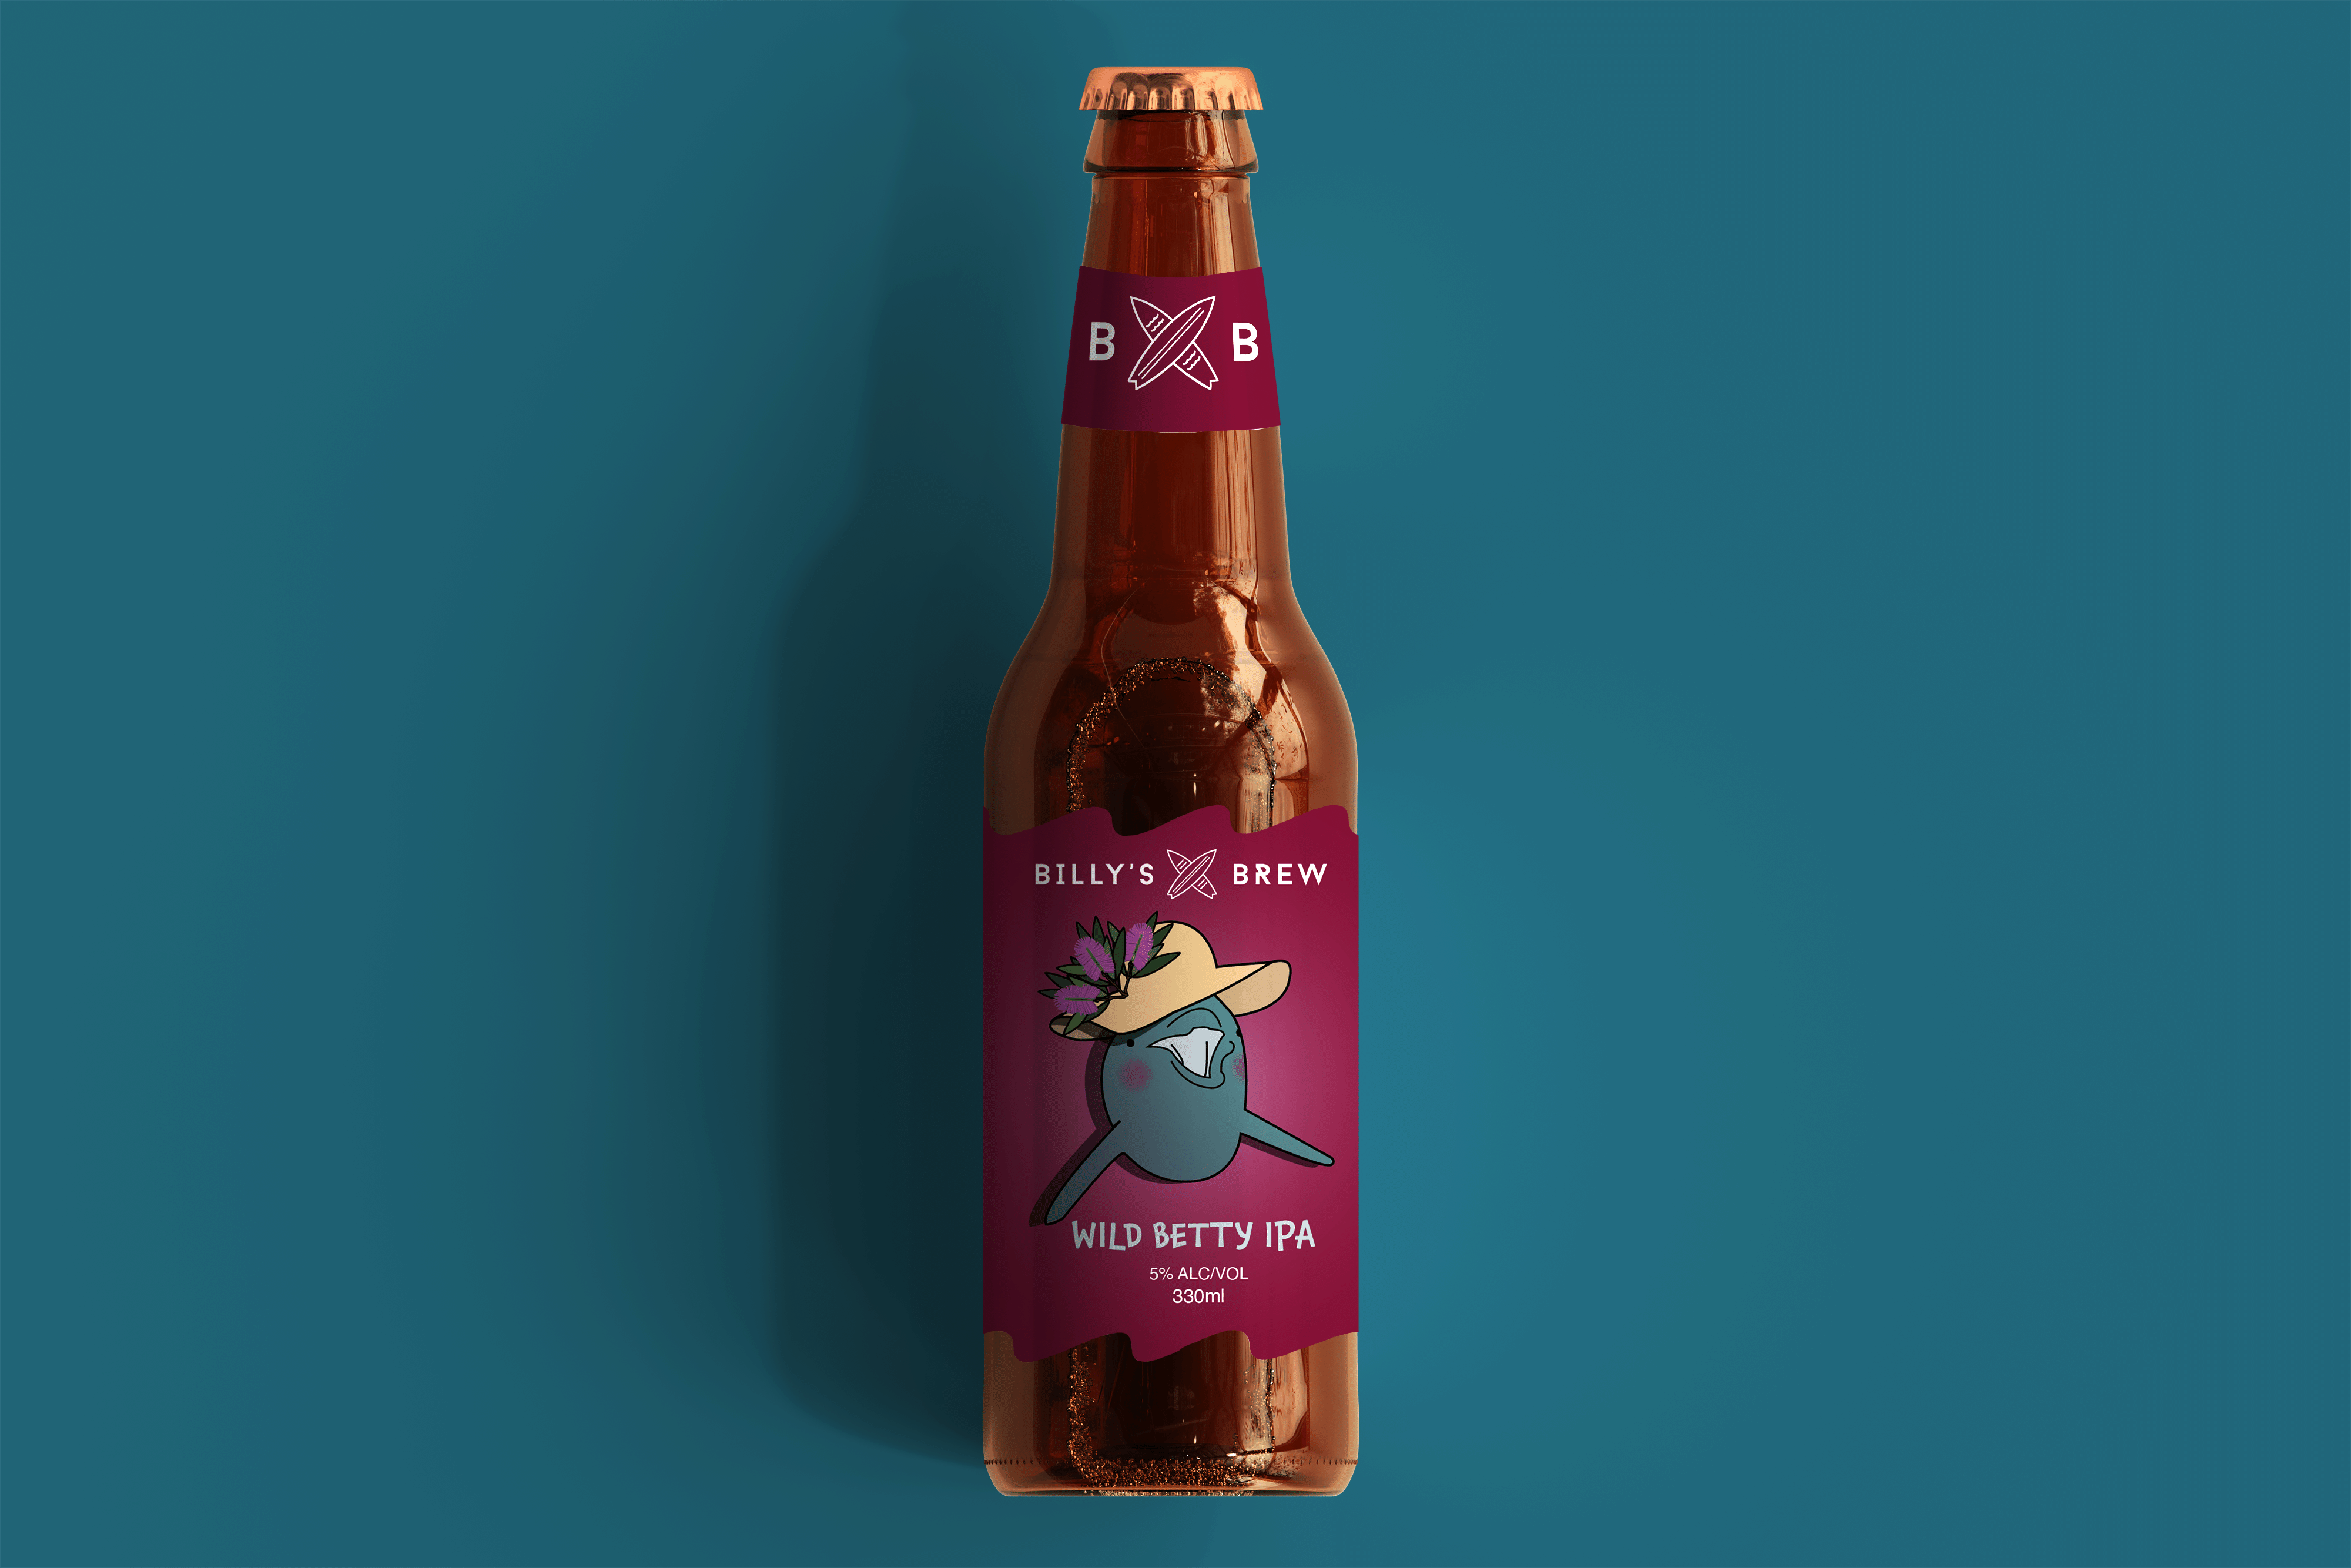 B B
BILLY'S BREW
WILD BETTY IPA
5% ALC/VOL
330ml